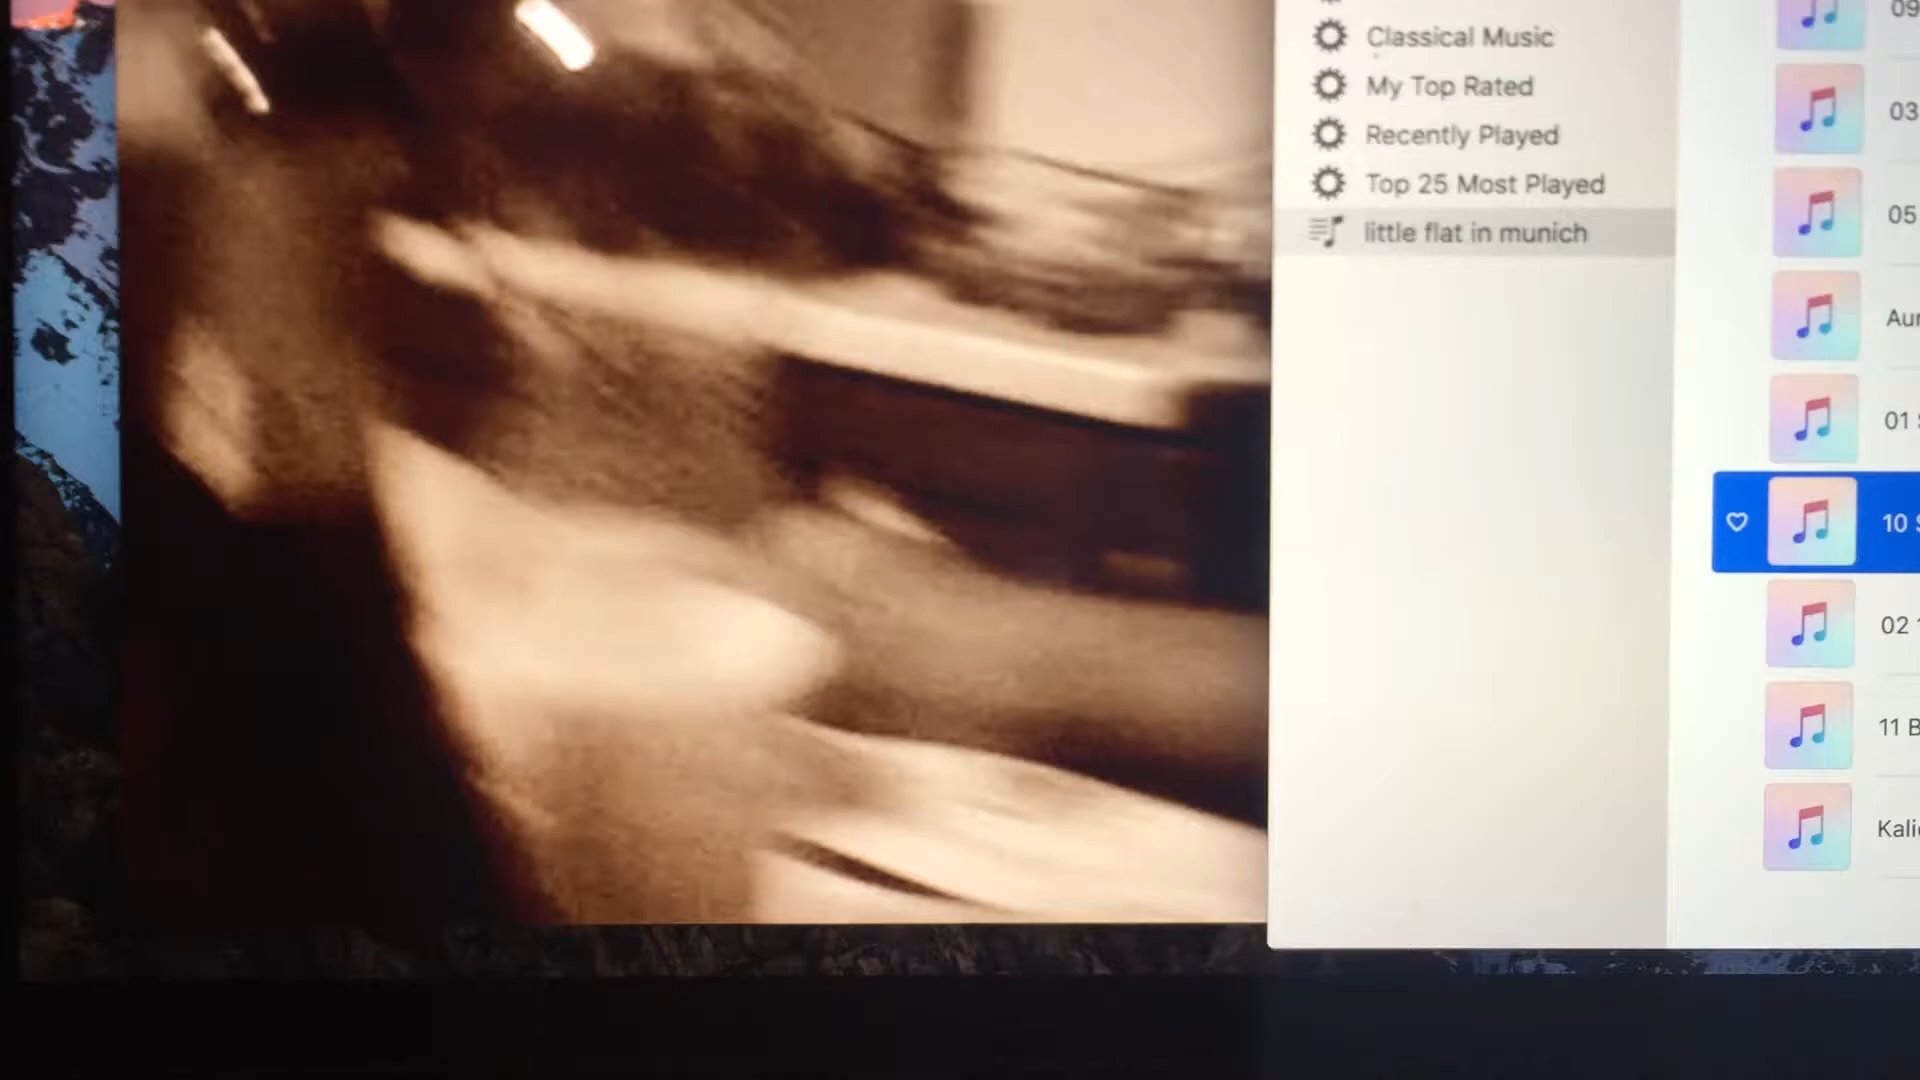 Classical Music
My Top Rated
Recently Played
Top 25 Most Played
little flat in munich
09
03
05
01
10
02
11